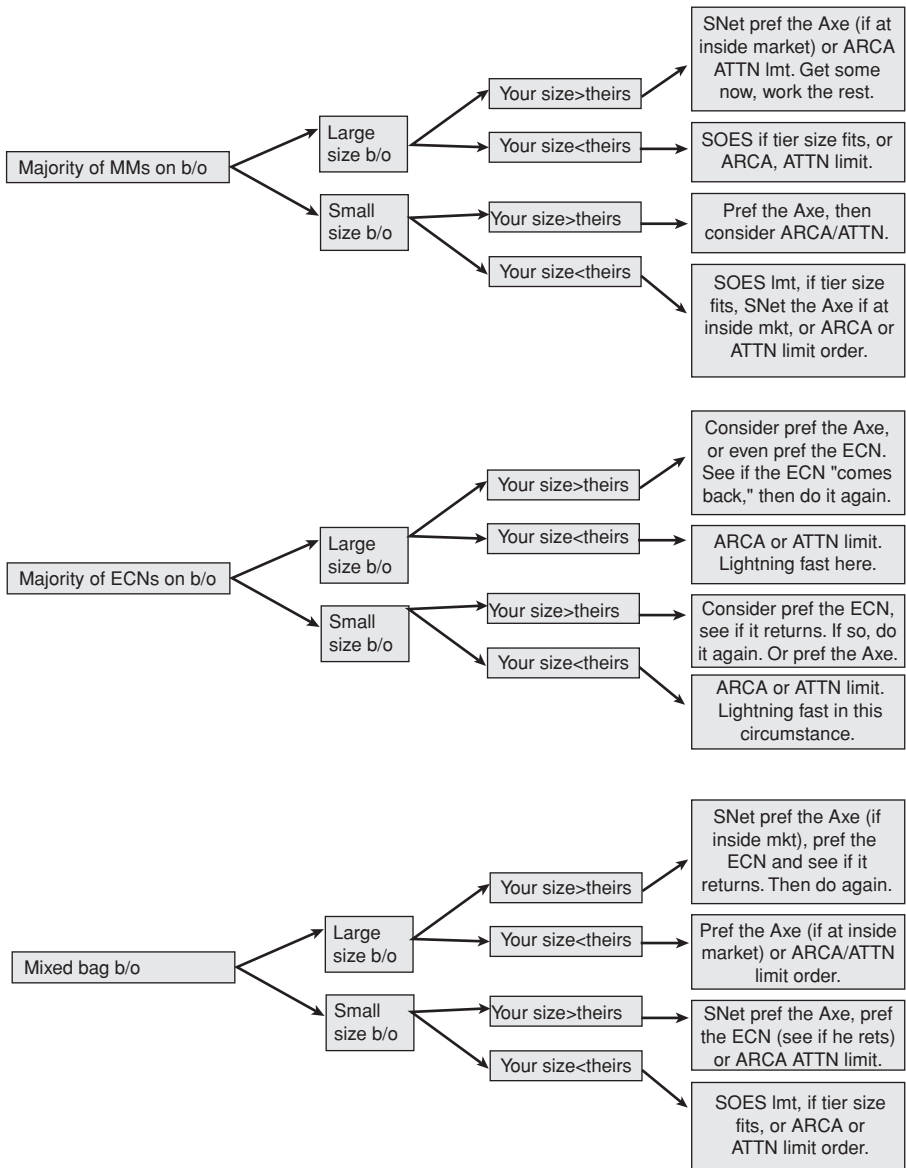 SNet pref the Axe (if at
inside market) or ARCA
ATTN lmt. Get some
now, work the rest.
Your size>theirs
Large
size b/o
Your size<theirs
SOES if tier size fits, or
ARCA, ATTN limit.
Majority of MMs on b/o
Small
size b/o
Your size>theirs
Pref the Axe, then
consider ARCA/ATTN.
Your size<theirs
SOES lmt, if tier size
fits, SNet the Axe if at
inside mkt, or ARCA or
ATTN limit order.
Consider pref the Axe,
or even pref the ECN.
See if the ECN "comes
back," then do it again.
Your size>theirs
Large
size b/o
Your size<theirs
ARCA or ATTN limit.
Lightning fast here.
Majority of ECNs on b/o
Small
size b/o
Your size>theirs
Consider pref the ECN,
see if it returns. If so, do
it again. Or pref the Axe.
Your size<theirs
ARCA or ATTN limit.
Lightning fast in this
circumstance.
SNet pref the Axe (if
inside mkt), pref the
ECN and see if it
returns. Then do again.
Your size>theirs
Large
size b/o
Your size<theirs
Pref the Axe (if at inside
market) or ARCA/ATTN
limit order.
Mixed bag b/o
Small
size b/o
Your size>theirs
SNet pref the Axe, pref
the ECN (see if he rets)
or ARCA ATTN limit.
Your size<theirs
SOES lmt, if tier size
fits, or ARCA or
ATTN limit order.